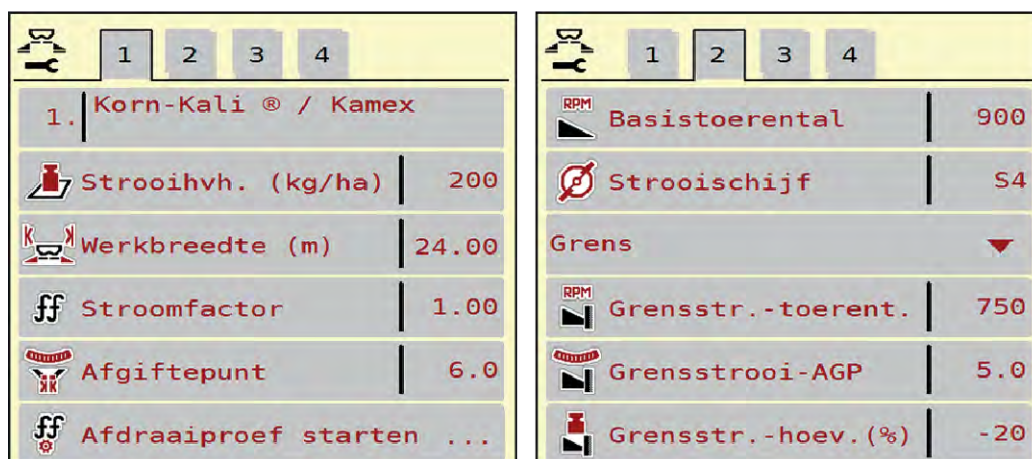 1 2 3 4
1. Korn-Kali ® / Kamex
Strooihvh. (kg/ha) 200
Werkbreedte (m) 24.00
Stroomfactor 1.00
Afgiftepunt 6.0
Afdraaiproef starten ...
1 2 3 4
RPM
Basistoerental 900
Strooischijf S4
Grens
RPM
Grensstr.-toerent. 750
Grensstrooi-AGP 5.0
Grensstr.-hoev.(%) -20